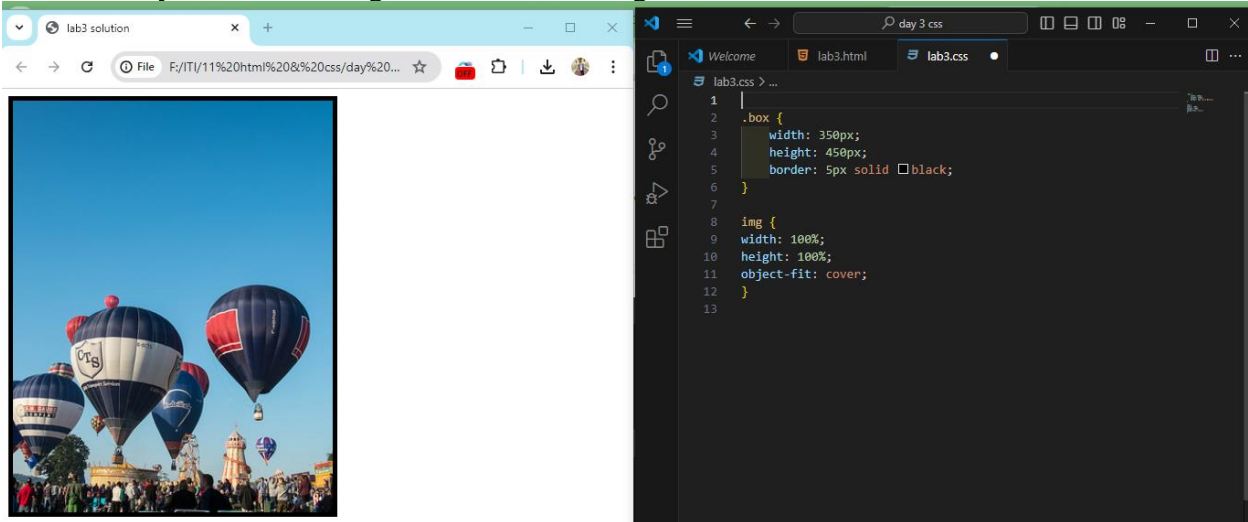 lab3 solution
File F:/ITI/11%20html%20&%20css/day%20...
OFF
CTS
day 3 css
1
Welcome lab3.html lab3.css
lab3.css > ...
1
2 .box {
3 width: 350px;
4 height: 450px;
5 border: 5px solid black;
6 }
7
8 img {
9 width: 100%;
10 height: 100%;
11 object-fit: cover;
12 }
13